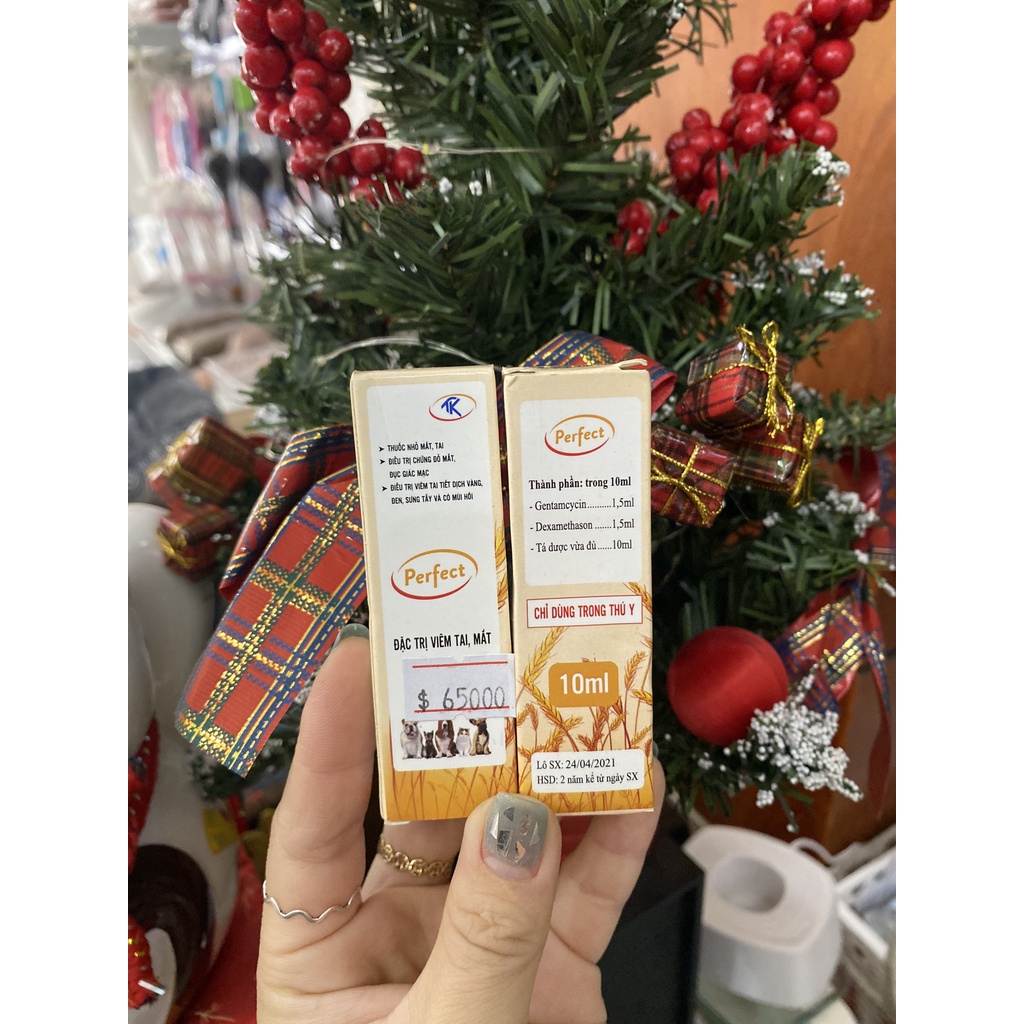 TK
➤ THUỐC NHỎ MẮT, TAI
➤ ĐIỀU TRỊ CHỨNG ĐỎ MẮT,
ĐỤC GIÁC MẠC
➤ ĐIỀU TRỊ VIÊM TAI TIẾT DỊCH VÀNG,
ĐEN, SƯNG TẤY VÀ CÓ MÙI HÔI
Perfect
ĐẶC TRỊ VIÊM TAI, MẮT
$ 65000
Perfect
Thành phần: trong 10ml
- Gentamcycin..........1,5ml
- Dexamethason .......1,5ml
- Tá dược vừa đủ ......10ml
CHỈ DÙNG TRONG THÚ Y
10ml
Lô SX: 24/04/2021
HSD: 2 năm kể từ ngày SX